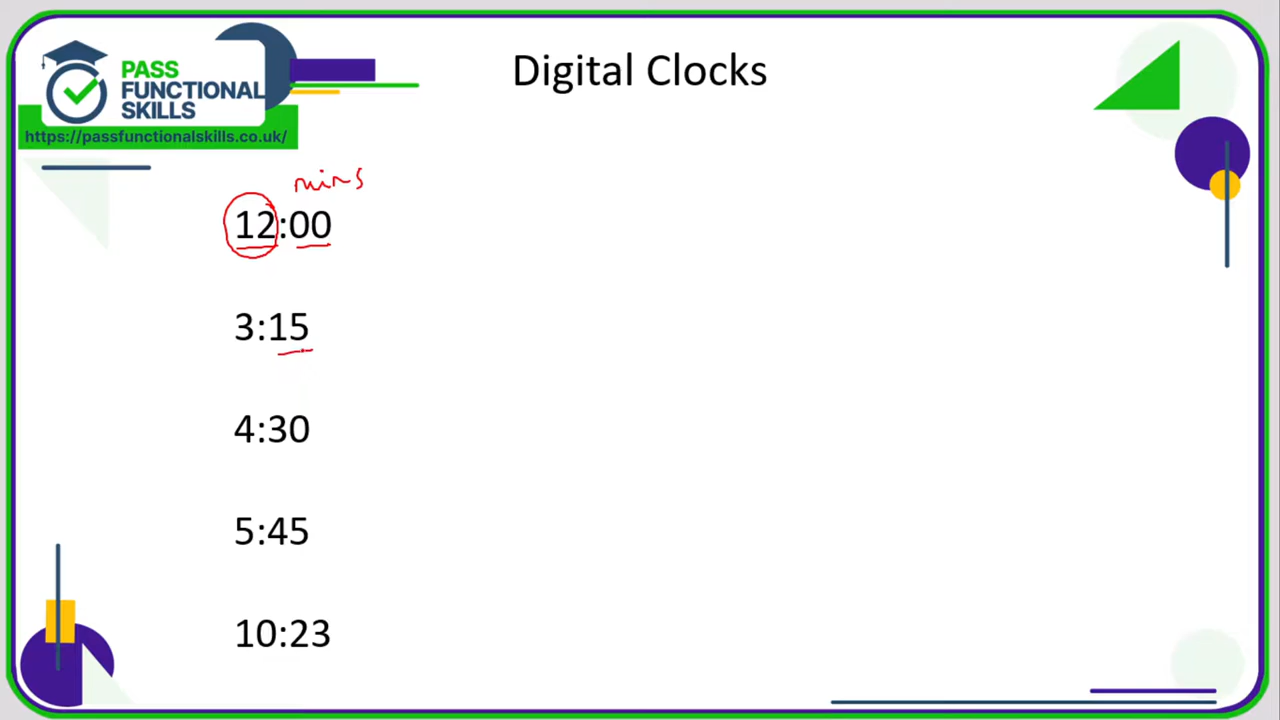 PASS
FUNCTIONAL
SKILLS
https://passfunctionalskills.co.uk/
Digital Clocks
mins
12:00
3:15
4:30
5:45
10:23